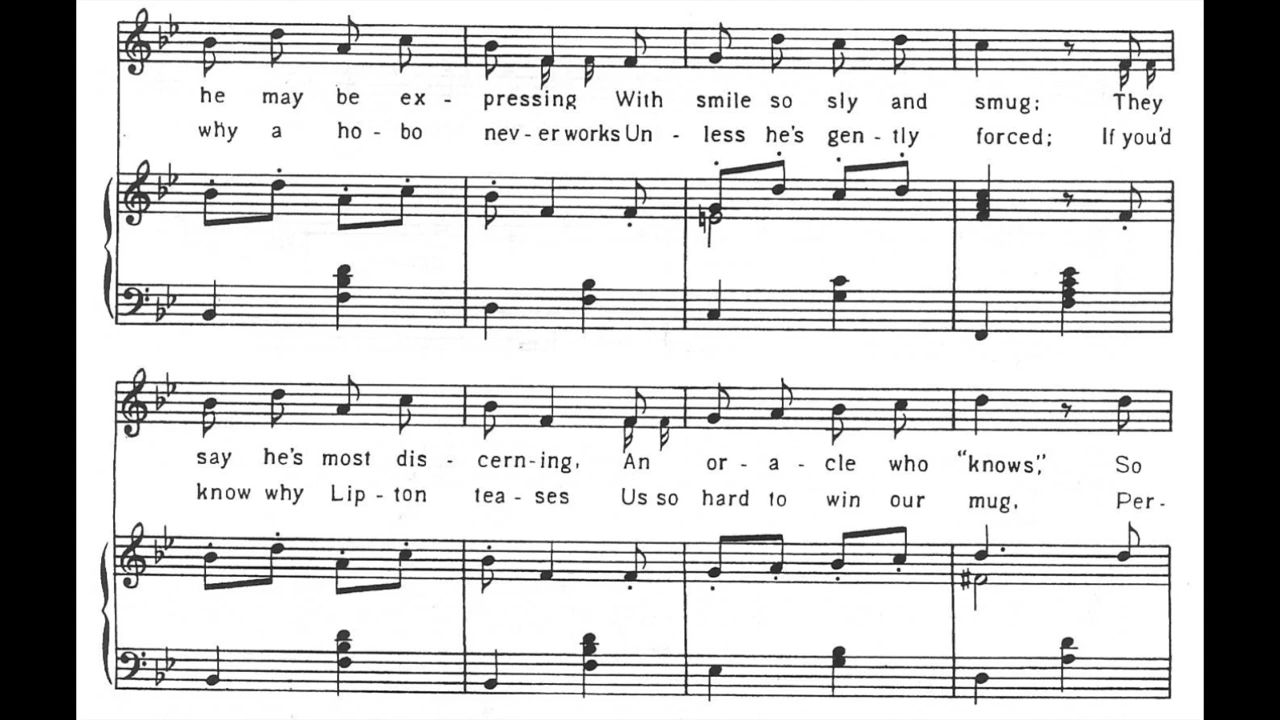 he may be ex - pressing With smile so sly and smug; They
why a ho - bo nev - er works Un - less he's gen - tly forced; If you'd
say he's most dis - cern - ing, An or - a - cle who "knows," So
know why Lip - ton tea - ses Us so hard to win our mug, Per -